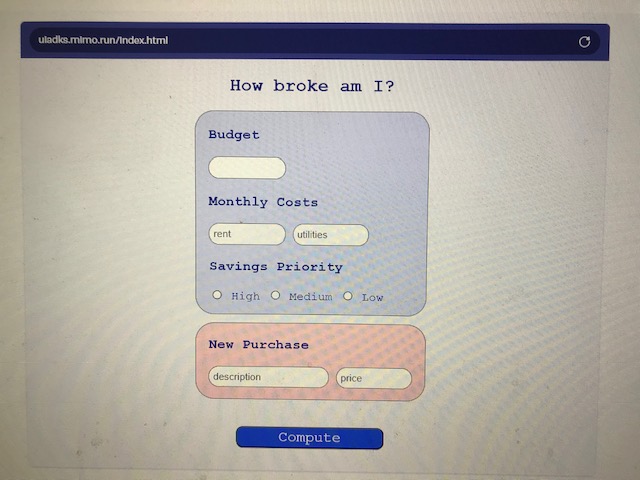 uiadks.mimo.run/index.html
How broke am I?
Budget
Monthly Costs
rent utilities
Savings Priority
High Medium Low
New Purchase
description price
Compute